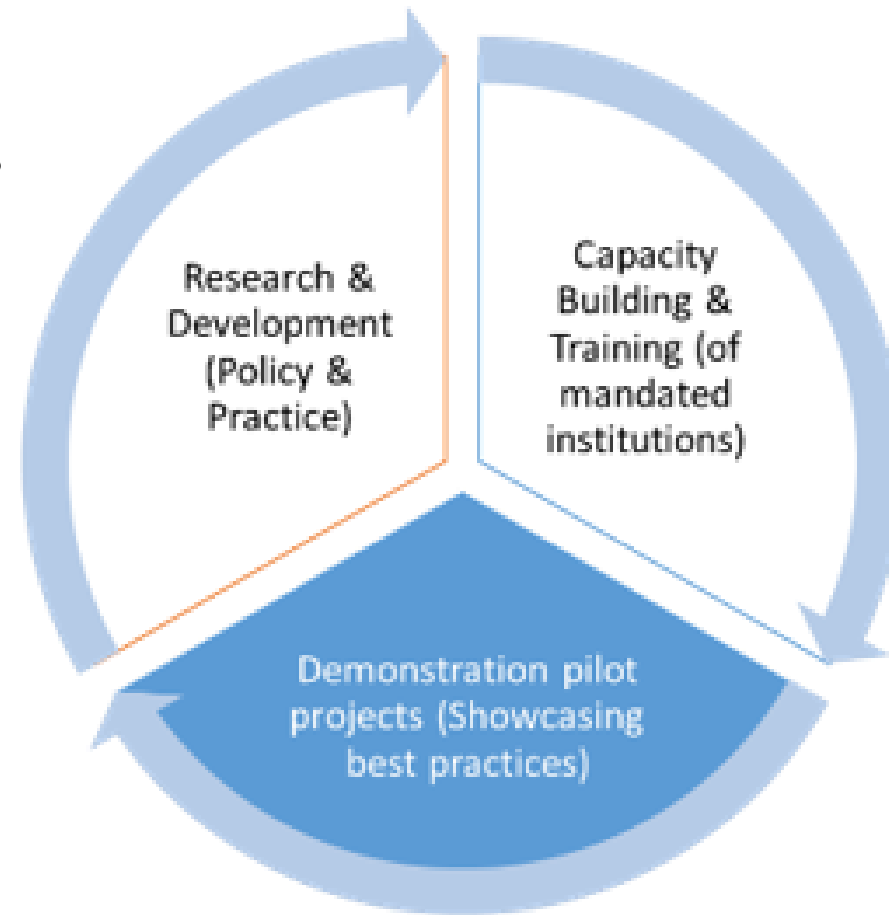 Research &
Development
(Policy &
Practice)
Capacity
Building &
Training (of
mandated
institutions)
Demonstration pilot
projects (Showcasing
best practices)